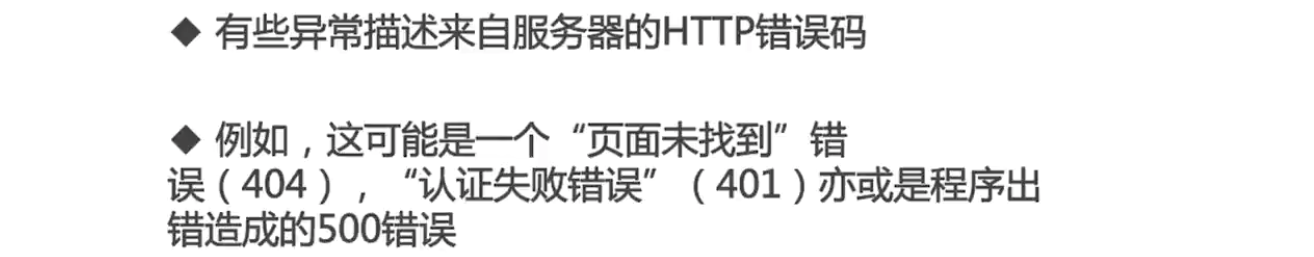 ◆ 有些异常描述来自服务器的HTTP错误码
◆ 例如，这可能是一个“页面未找到”错
误（404），“认证失败错误”（401）亦或是程序出
错造成的500错误